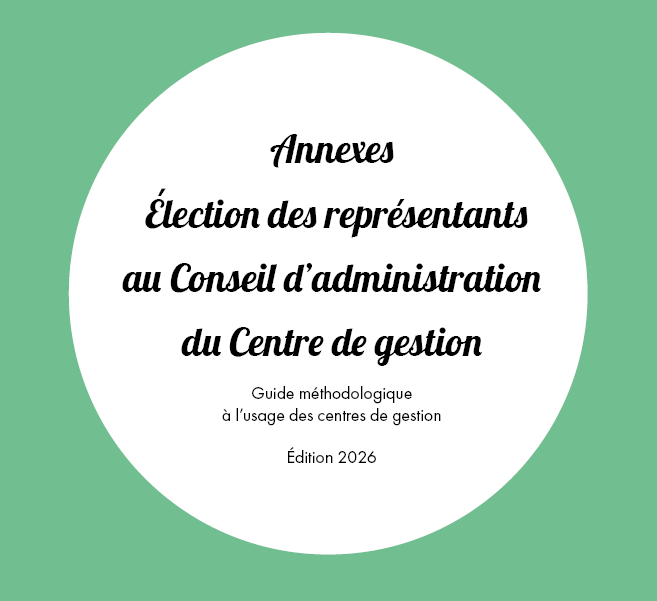 Annexes
Élection des représentants
au Conseil d’administration
du Centre de gestion
Guide méthodologique
à l’usage des centres de gestion
Édition 2026